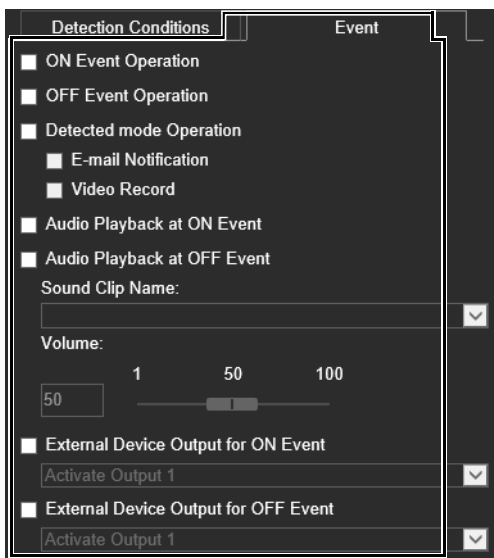 Detection Conditions Event
ON Event Operation
OFF Event Operation
Detected mode Operation
E-mail Notification
Video Record
Audio Playback at ON Event
Audio Playback at OFF Event
Sound Clip Name:
Volume:
1 50 100
50
External Device Output for ON Event
Activate Output 1
External Device Output for OFF Event
Activate Output 1